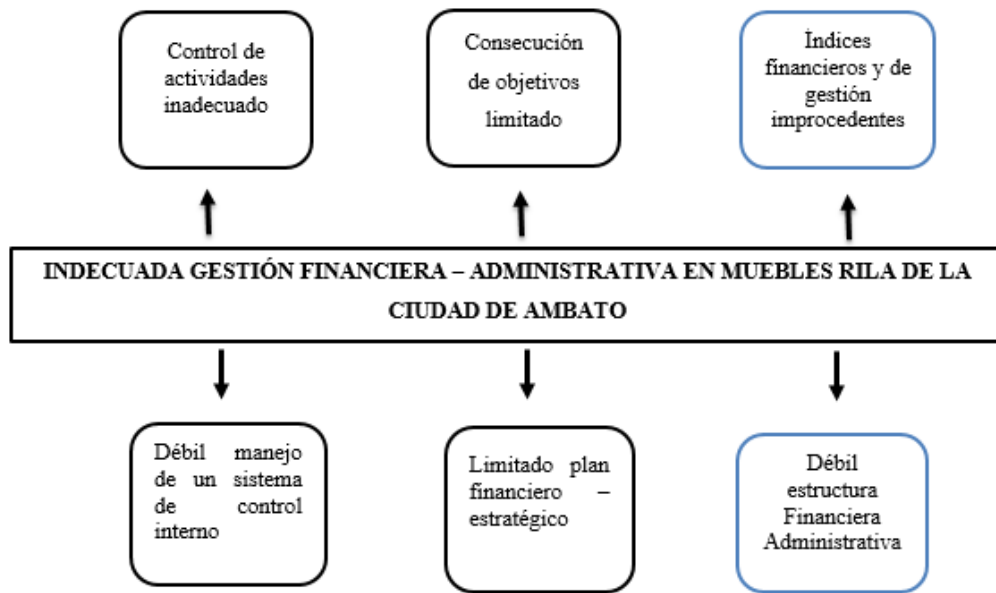 Control de
actividades
inadecuado
Consecución
de objetivos
limitado
Índices
financieros y de
gestión
improcedentes
INDECUADA GESTIÓN FINANCIERA – ADMINISTRATIVA EN MUEBLES RILA DE LA
CIUDAD DE AMBATO
Débil manejo
de un sistema
de control
interno
Limitado plan
financiero –
estratégico
Débil
estructura
Financiera
Administrativa